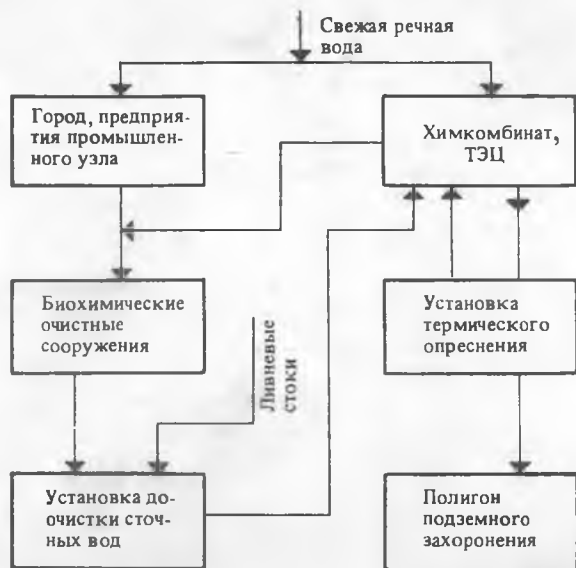 Свежая речная
вода
Город, предприя-
тия промышлен-
ного узла
Химкомбинат,
ТЭЦ
Биохимические
очистные
сооружения
Ливневые
стоки
Установка
термического
опреснения
Установка до-
очистки сточ-
ных вод
Полигон
подземного
захоронения